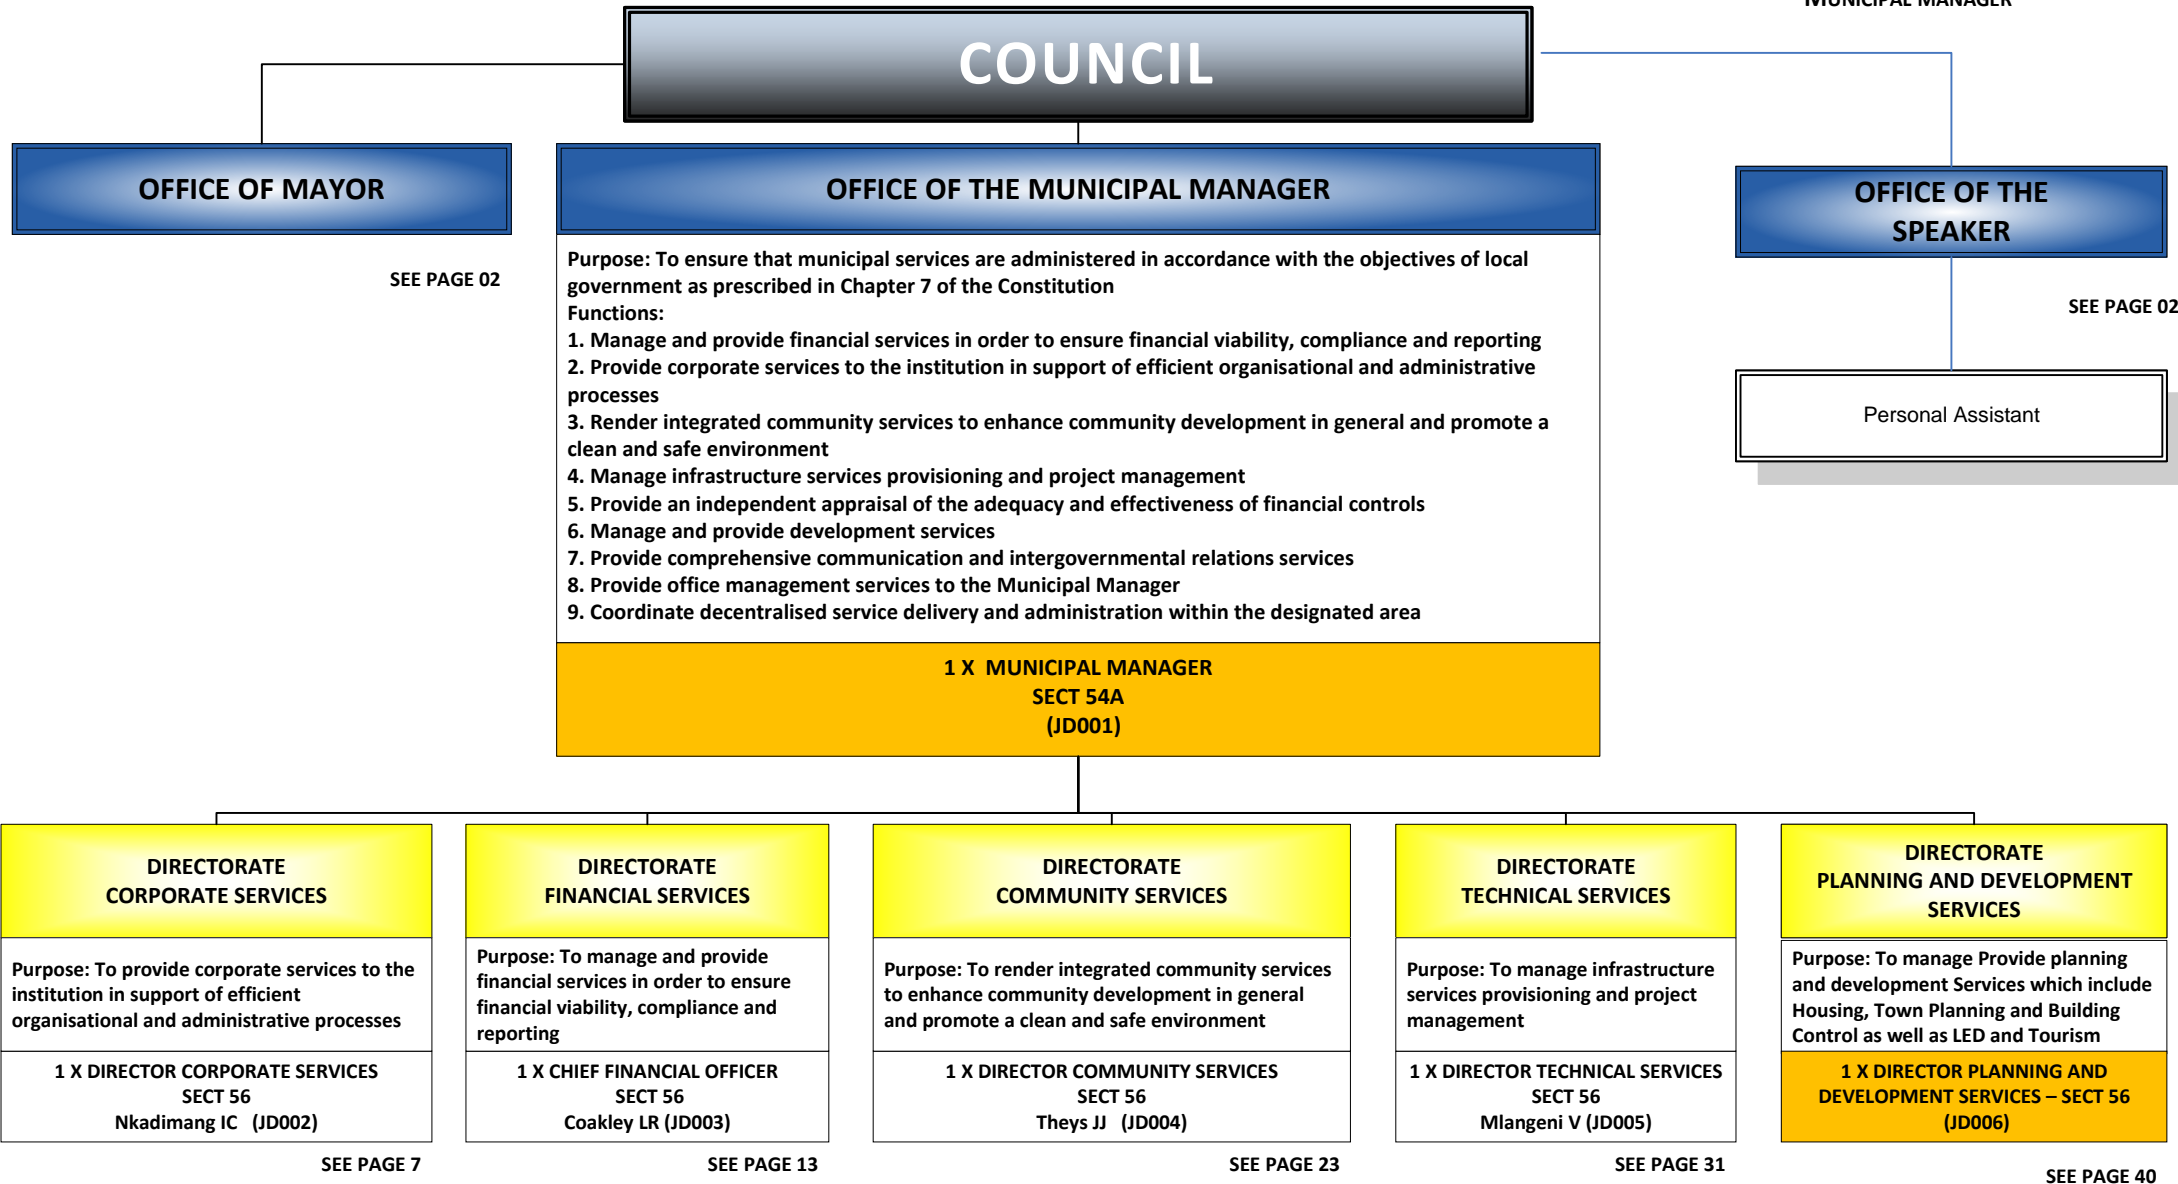 MUNICIPAL MANAGER
COUNCIL
OFFICE OF MAYOR
SEE PAGE 02
OFFICE OF THE MUNICIPAL MANAGER
Purpose: To ensure that municipal services are administered in accordance with the objectives of local
government as prescribed in Chapter 7 of the Constitution
Functions:
1. Manage and provide financial services in order to ensure financial viability, compliance and reporting
2. Provide corporate services to the institution in support of efficient organisational and administrative
processes
3. Render integrated community services to enhance community development in general and promote a
clean and safe environment
4. Manage infrastructure services provisioning and project management
5. Provide an independent appraisal of the adequacy and effectiveness of financial controls
6. Manage and provide development services
7. Provide comprehensive communication and intergovernmental relations services
8. Provide office management services to the Municipal Manager
9. Coordinate decentralised service delivery and administration within the designated area
1 X MUNICIPAL MANAGER
SECT 54A
(JD001)
OFFICE OF THE
SPEAKER
SEE PAGE 02
Personal Assistant
DIRECTORATE
CORPORATE SERVICES
Purpose: To provide corporate services to the
institution in support of efficient
organisational and administrative processes
1 X DIRECTOR CORPORATE SERVICES
SECT 56
Nkadimang IC (JD002)
SEE PAGE 7
DIRECTORATE
FINANCIAL SERVICES
Purpose: To manage and provide
financial services in order to ensure
financial viability, compliance and
reporting
1 X CHIEF FINANCIAL OFFICER
SECT 56
Coakley LR (JD003)
SEE PAGE 13
DIRECTORATE
COMMUNITY SERVICES
Purpose: To render integrated community services
to enhance community development in general
and promote a clean and safe environment
1 X DIRECTOR COMMUNITY SERVICES
SECT 56
Theys JJ (JD004)
SEE PAGE 23
DIRECTORATE
TECHNICAL SERVICES
Purpose: To manage infrastructure
services provisioning and project
management
1 X DIRECTOR TECHNICAL SERVICES
SECT 56
Mlangeni V (JD005)
SEE PAGE 31
DIRECTORATE
PLANNING AND DEVELOPMENT
SERVICES
Purpose: To manage Provide planning
and development Services which include
Housing, Town Planning and Building
Control as well as LED and Tourism
1 X DIRECTOR PLANNING AND
DEVELOPMENT SERVICES – SECT 56
(JD006)
SEE PAGE 40